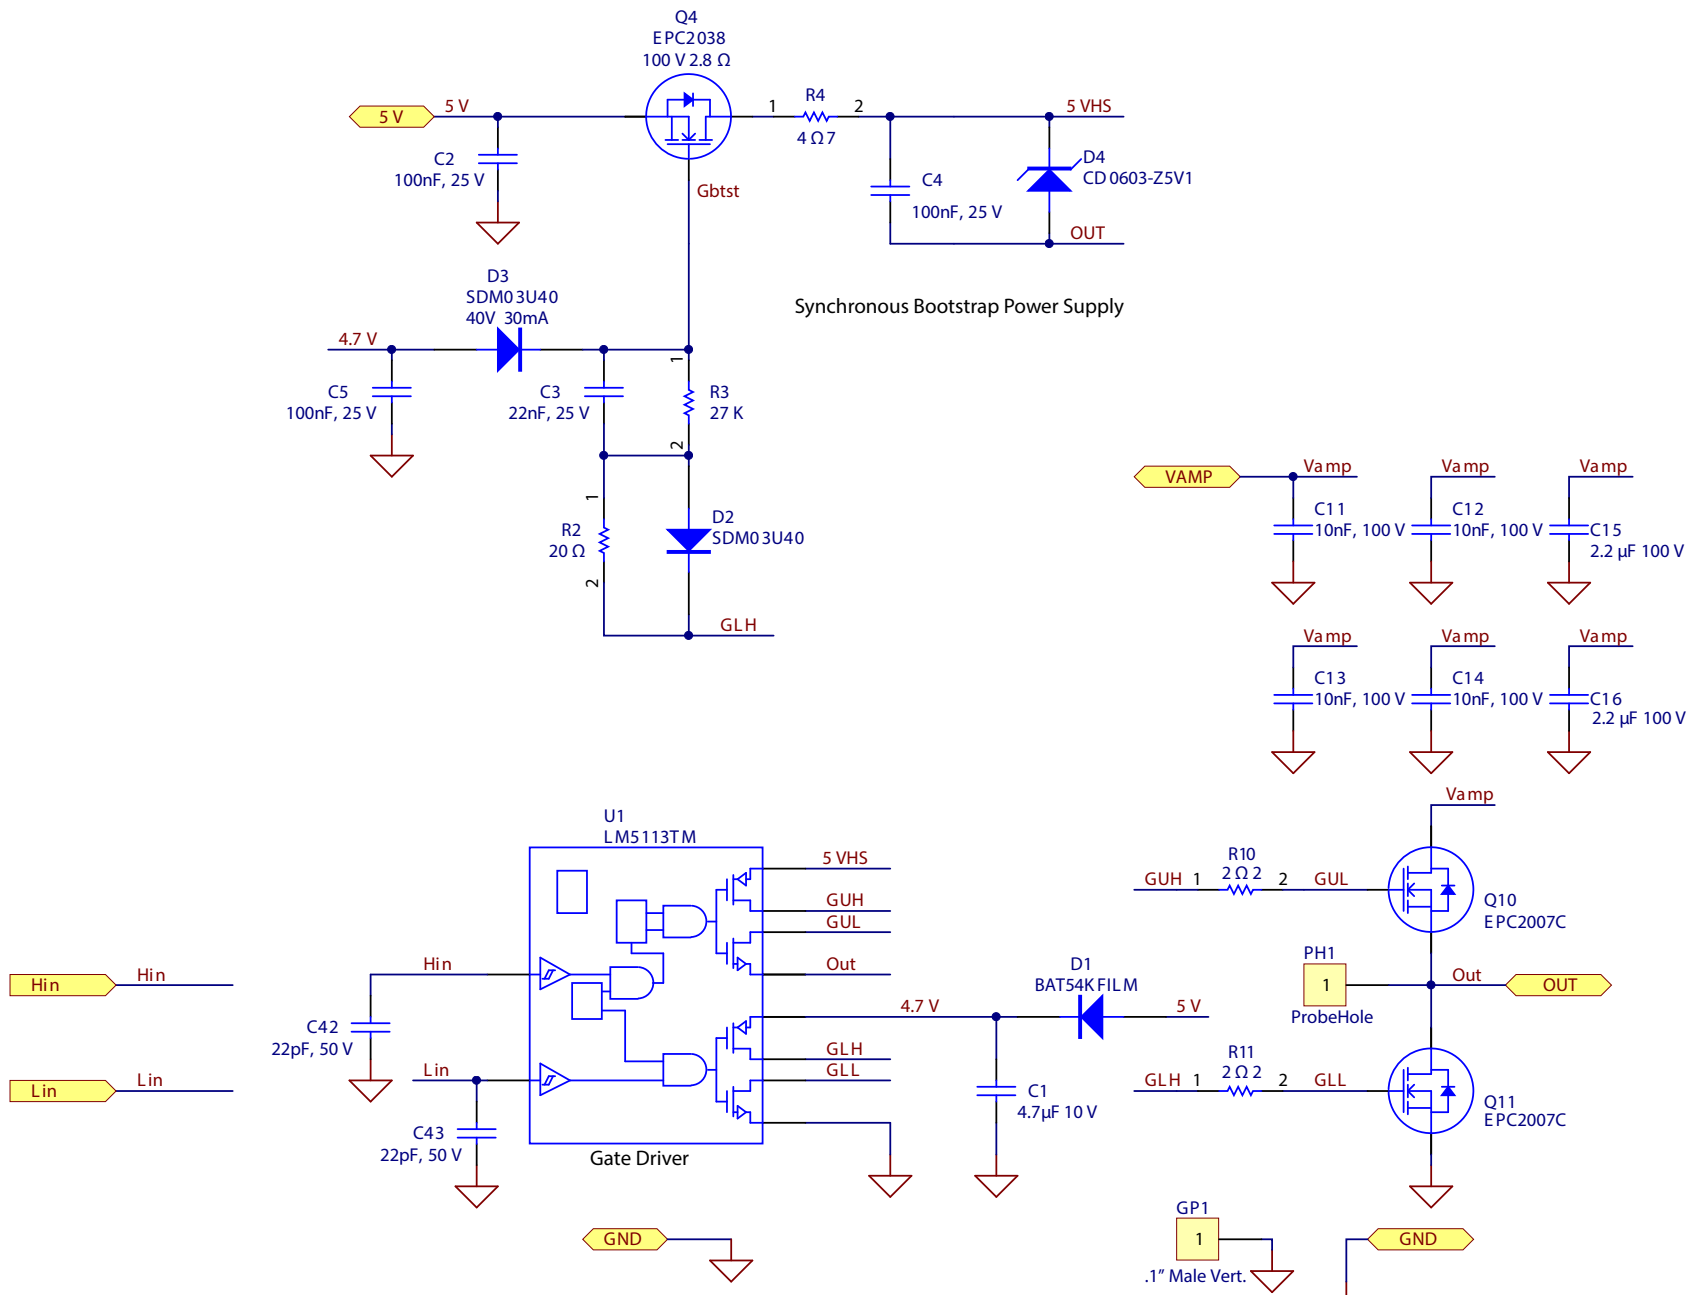 Q4
EPC2038
100 V 2.8 Ω
5 V
5 V
1
R4
2
4 Ω 7
5 VHS
C2
100nF, 25 V
Gbtst
C4
100nF, 25 V
D4
CD0603-Z5V1
OUT
D3
SDM03U40
40V 30mA
Synchronous Bootstrap Power Supply
4.7 V
C5
100nF, 25 V
C3
22nF, 25 V
1
R3
27 K
2
1
R2
20 Ω
2
D2
SDM03U40
GLH
VAMP
Vamp
Vamp
Vamp
C11
10nF, 100 V
C12
10nF, 100 V
C15
2.2 µF 100 V
Vamp
Vamp
Vamp
C13
10nF, 100 V
C14
10nF, 100 V
C16
2.2 µF 100 V
U1
LM5113TM
5 VHS
GUH
GUL
Out
4.7 V
GLH
GLL
Hin
Hin
Hin
C42
22pF, 50 V
Lin
Lin
Lin
C43
22pF, 50 V
Gate Driver
D1
BAT54KFILM
5 V
C1
4.7µF 10 V
Vamp
GUH
1
R10
2 Ω 2
2
GUL
Q10
EPC2007C
PH1
1
ProbeHole
Out
OUT
GLH
1
R11
2 Ω 2
2
GLL
Q11
EPC2007C
GND
GP1
1
.1” Male Vert.
GND